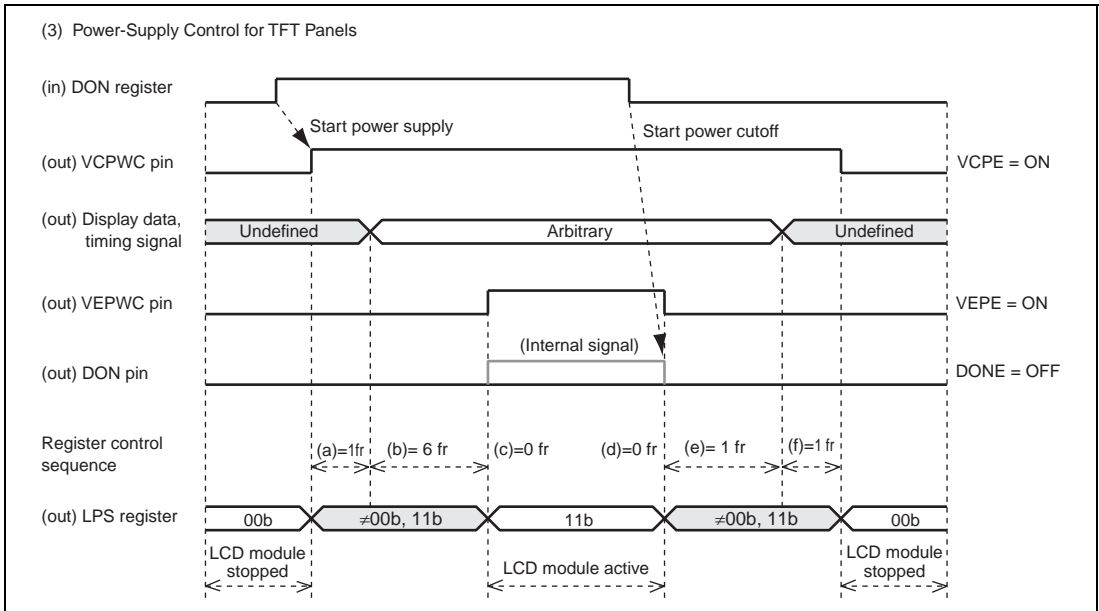 (3) Power-Supply Control for TFT Panels
(in) DON register
Start power supply
Start power cutoff
(out) VCPWC pin
VCPE = ON
(out) Display data,
timing signal
Undefined
Arbitrary
Undefined
(out) VEPWC pin
VEPE = ON
(Internal signal)
(out) DON pin
DONE = OFF
Register control
sequence
(a)=1fr
(b)= 6 fr
(c)=0 fr
(d)=0 fr
(e)= 1 fr
(f)=1 fr
(out) LPS register
00b
≠00b, 11b
11b
≠00b, 11b
00b
LCD module
stopped
LCD module active
LCD module
stopped